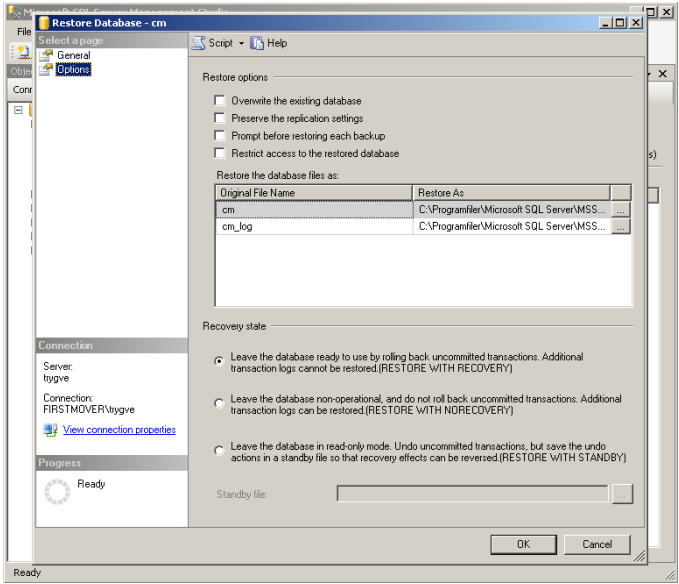 Microsoft SQL Server Management Studio
Restore Database - cm
File
Select a page
General
Options
Script
Help
Restore options
Overwrite the existing database
Preserve the replication settings
Prompt before restoring each backup
Restrict access to the restored database
s)
Restore the database files as:
Original File Name Restore As
cm C:\Programfiler\Microsoft SQL Server\MSS... ...
cm_log C:\Programfiler\Microsoft SQL Server\MSS... ...
Recovery state
Leave the database ready to use by rolling back uncommitted transactions. Additional
transaction logs cannot be restored.(RESTORE WITH RECOVERY)
Leave the database non-operational, and do not roll back uncommitted transactions. Additional
transaction logs can be restored.(RESTORE WITH NORECOVERY)
Leave the database in read-only mode. Undo uncommitted transactions, but save the undo
actions in a standby file so that recovery effects can be reversed.(RESTORE WITH STANDBY)
Standby file:
...
Connection
Server:
trygve
Connection:
FIRSTMOVER\trygve
View connection properties
Progress
Ready
OK
Cancel
Ready